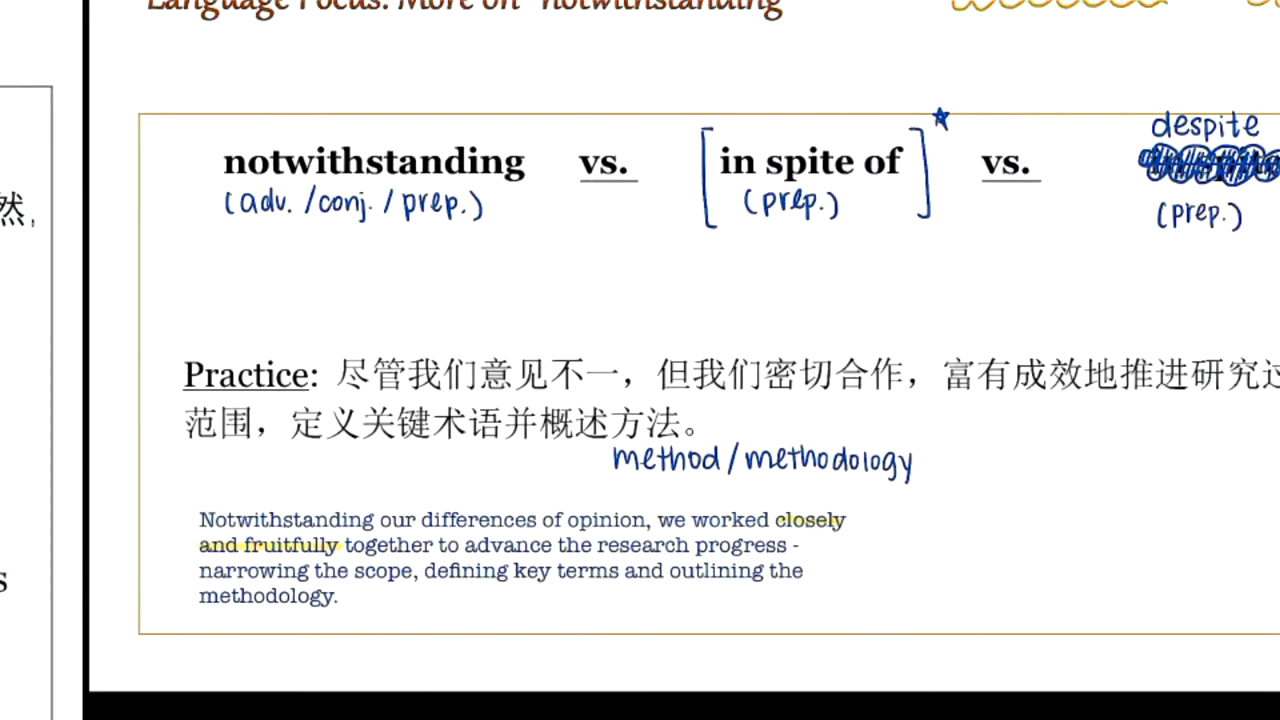 Language Focus: More on "notwithstanding"
despite
notwithstanding vs. [in spite of]* vs.
(adv. /conj. / prep.) (prep.) (prep.)
然,
Practice: 尽管我们意见不一，但我们密切合作，富有成效地推进研究过
范围，定义关键术语并概述方法。
method / methodology
Notwithstanding our differences of opinion, we worked closely
and fruitfully together to advance the research progress -
narrowing the scope, defining key terms and outlining the
methodology.
s